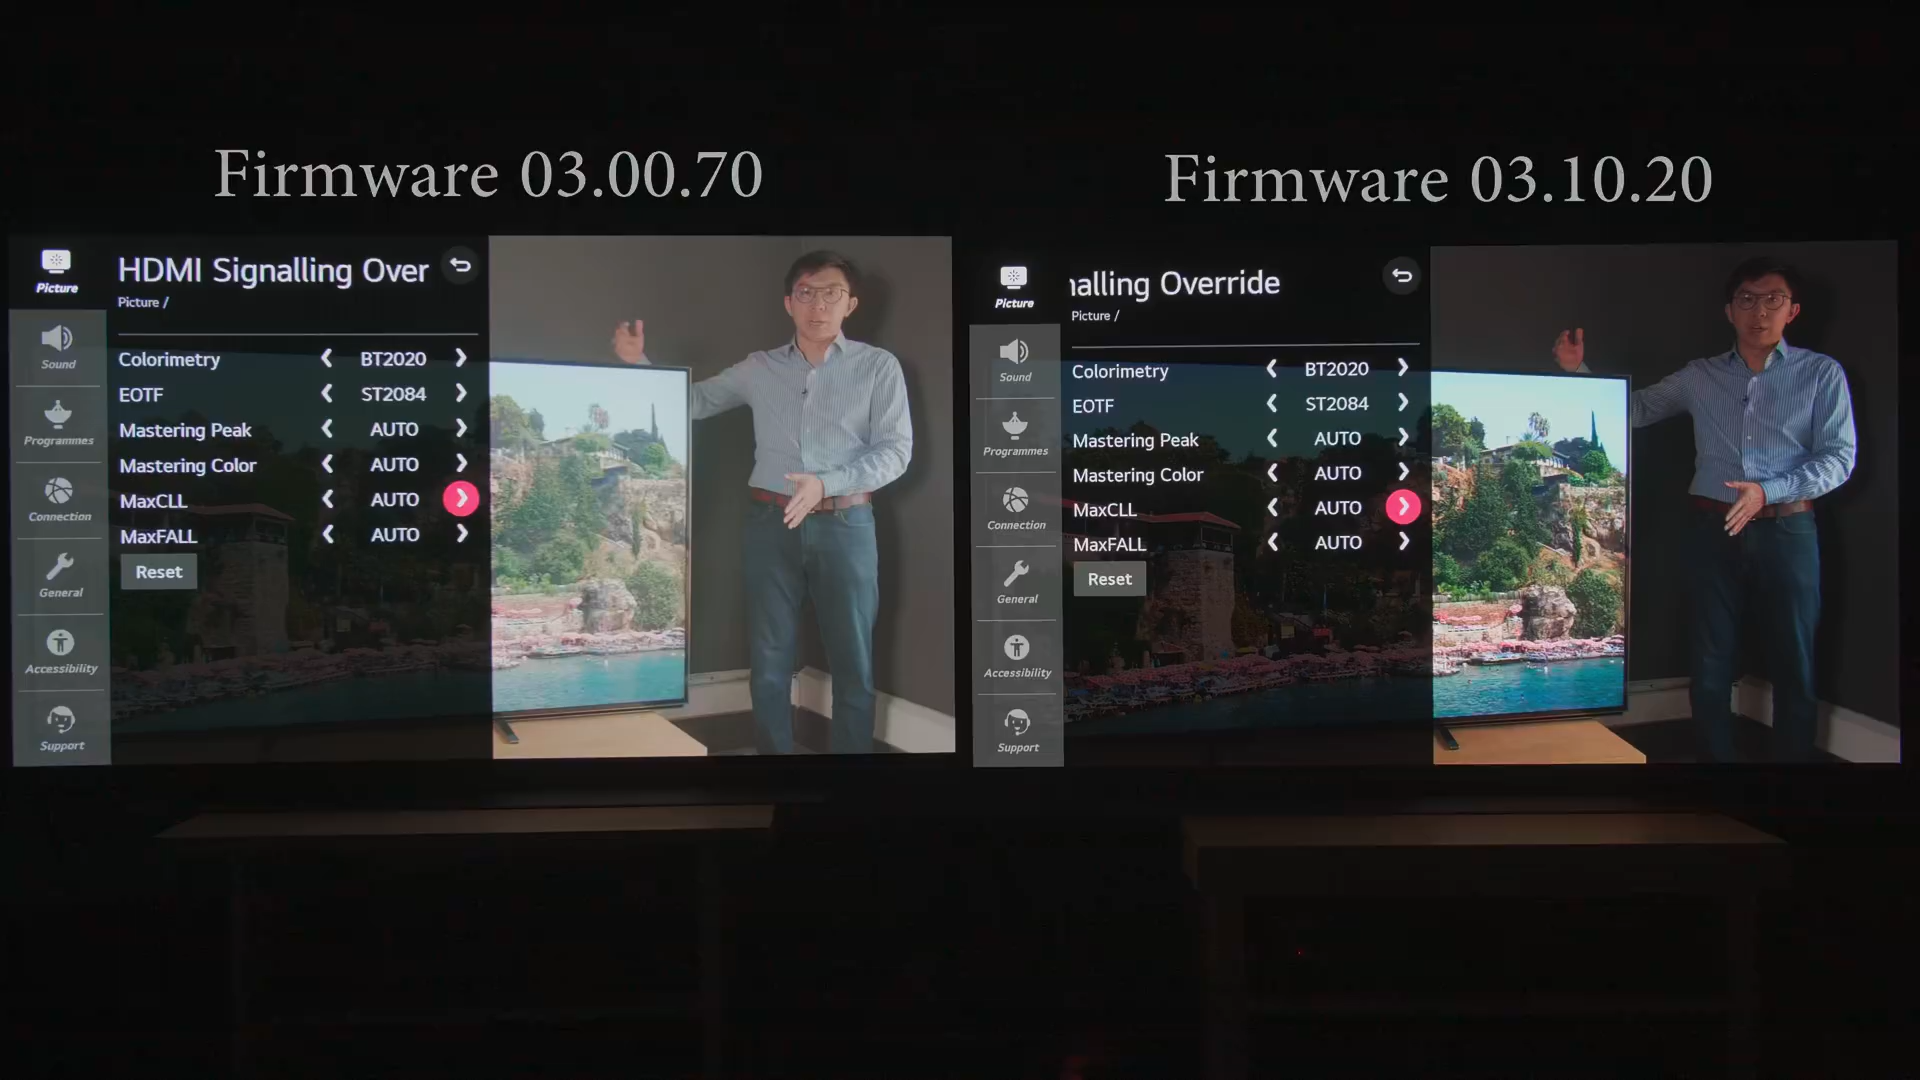 Firmware 03.00.70
Picture
HDMI Signalling Over
Picture /
Sound
Programmes
Connection
General
Accessibility
Support
Colorimetry BT2020
EOTF ST2084
Mastering Peak AUTO
Mastering Color AUTO
MaxCLL AUTO
MaxFALL AUTO
Reset
Firmware 03.10.20
Picture
nalling Override
Picture /
Sound
Programmes
Connection
General
Accessibility
Support
Colorimetry BT2020
EOTF ST2084
Mastering Peak AUTO
Mastering Color AUTO
MaxCLL AUTO
MaxFALL AUTO
Reset